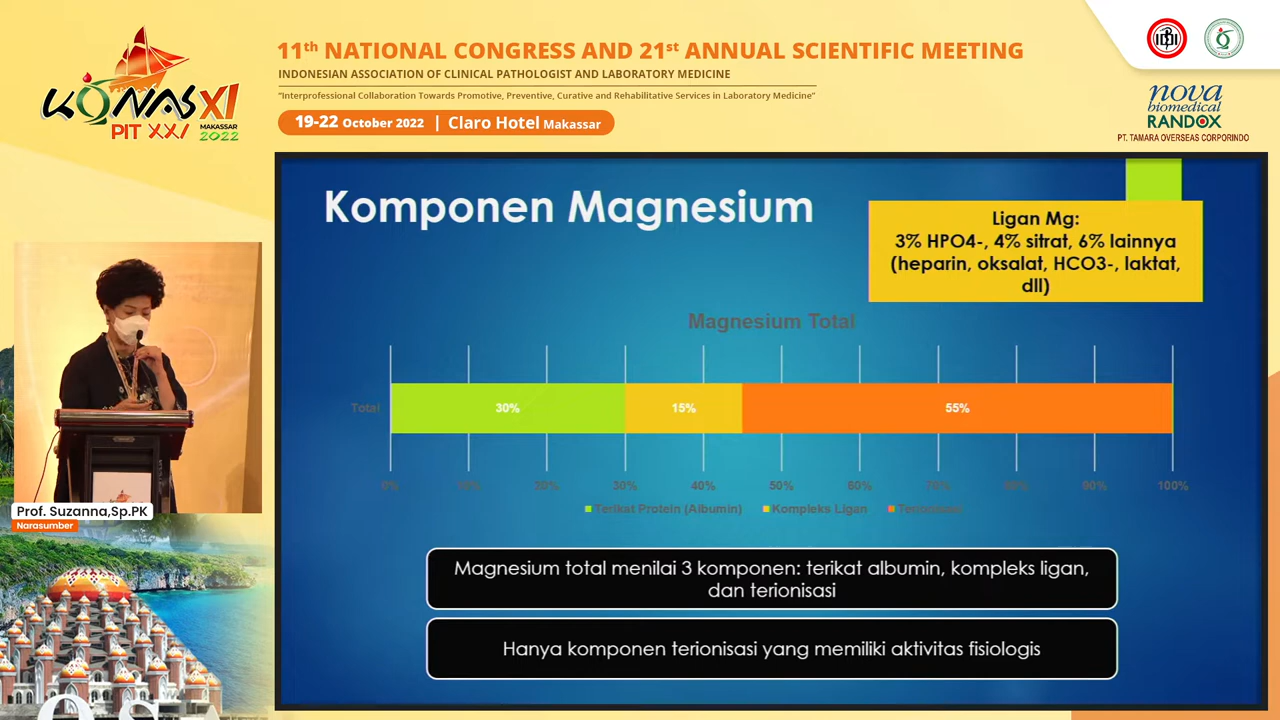 KONAS XI
PIT XXI
MAKASSAR
2022
11th NATIONAL CONGRESS AND 21st ANNUAL SCIENTIFIC MEETING
INDONESIAN ASSOCIATION OF CLINICAL PATHOLOGIST AND LABORATORY MEDICINE
"Interprofessional Collaboration Towards Promotive, Preventive, Curative and Rehabilitative Services in Laboratory Medicine"
19-22 October 2022 | Claro Hotel Makassar
nova
biomedical
RANDOX
PT. TAMARA OVERSEAS CORPORINDO
Komponen Magnesium
Ligan Mg:
3% HPO4-, 4% sitrat, 6% lainnya
(heparin, oksalat, HCO3-, laktat,
dll)
Magnesium Total
Total
30%
15%
55%
0% 10% 20% 30% 40% 50% 60% 70% 80% 90% 100%
Terikat Protein (Albumin) Kompleks Ligan Terionisasi
Magnesium total menilai 3 komponen: terikat albumin, kompleks ligan,
dan terionisasi
Hanya komponen terionisasi yang memiliki aktivitas fisiologis
Prof. Suzanna,Sp.PK
Narasumber